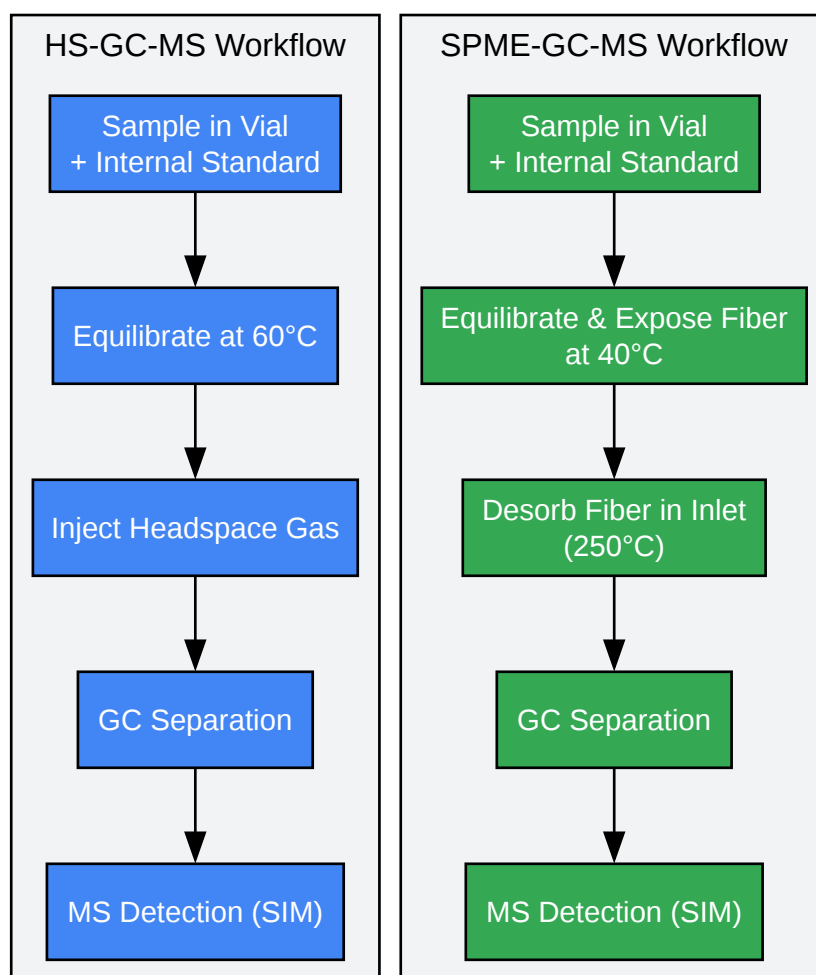 HS-GC-MS Workflow
Sample in Vial
+ Internal Standard
Equilibrate at 60°C
Inject Headspace Gas
GC Separation
MS Detection (SIM)
SPME-GC-MS Workflow
Sample in Vial
+ Internal Standard
Equilibrate & Expose Fiber
at 40°C
Desorb Fiber in Inlet
(250°C)
GC Separation
MS Detection (SIM)